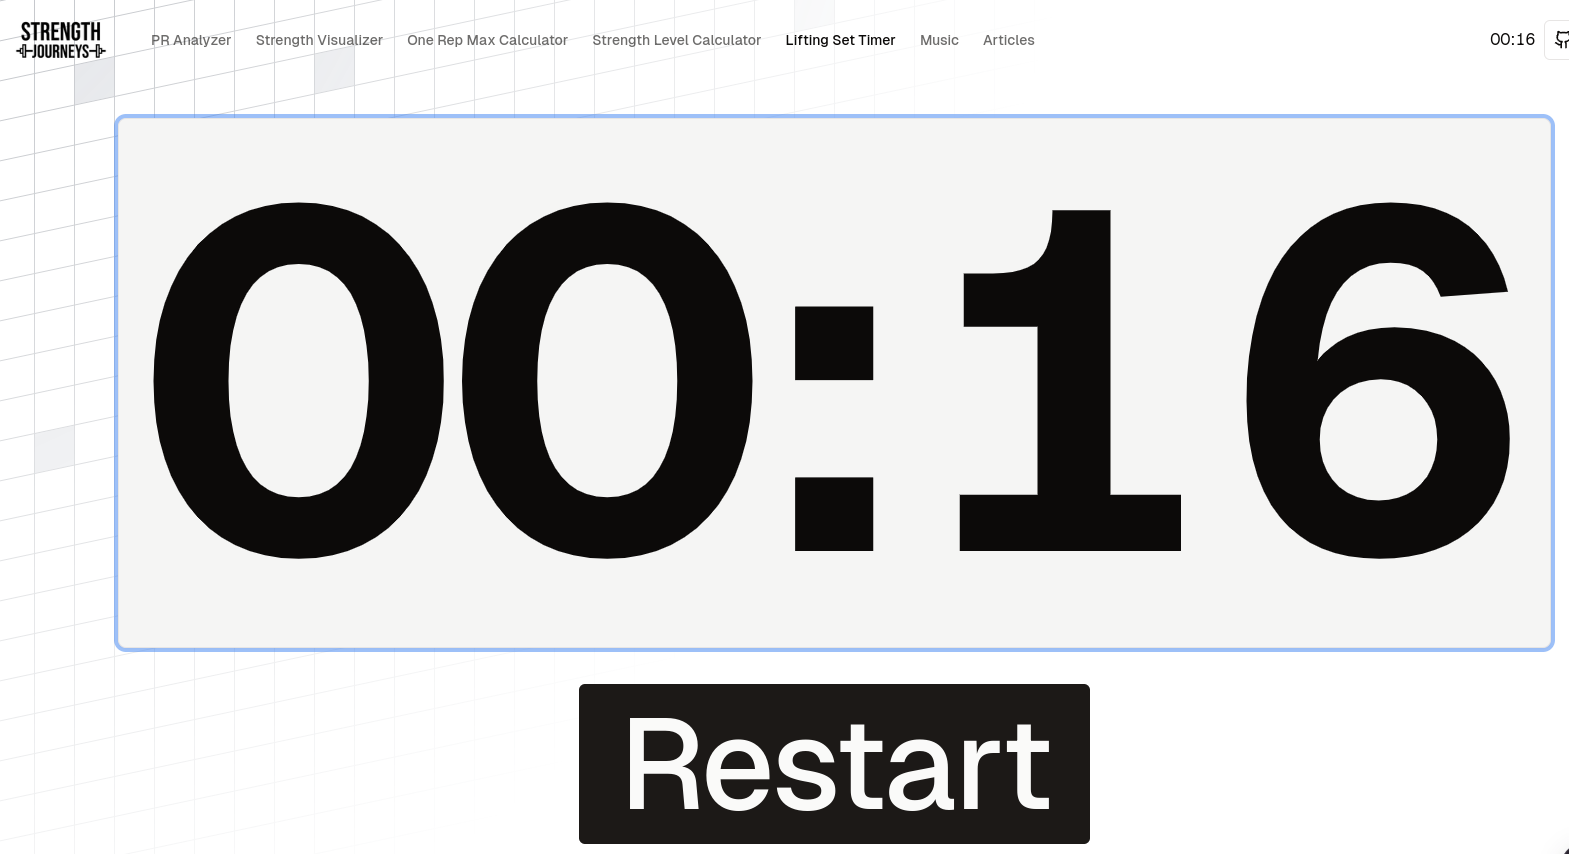 STRENGTH
JOURNEYS
PR Analyzer Strength Visualizer One Rep Max Calculator Strength Level Calculator Lifting Set Timer Music Articles 00:16
00:16
Restart